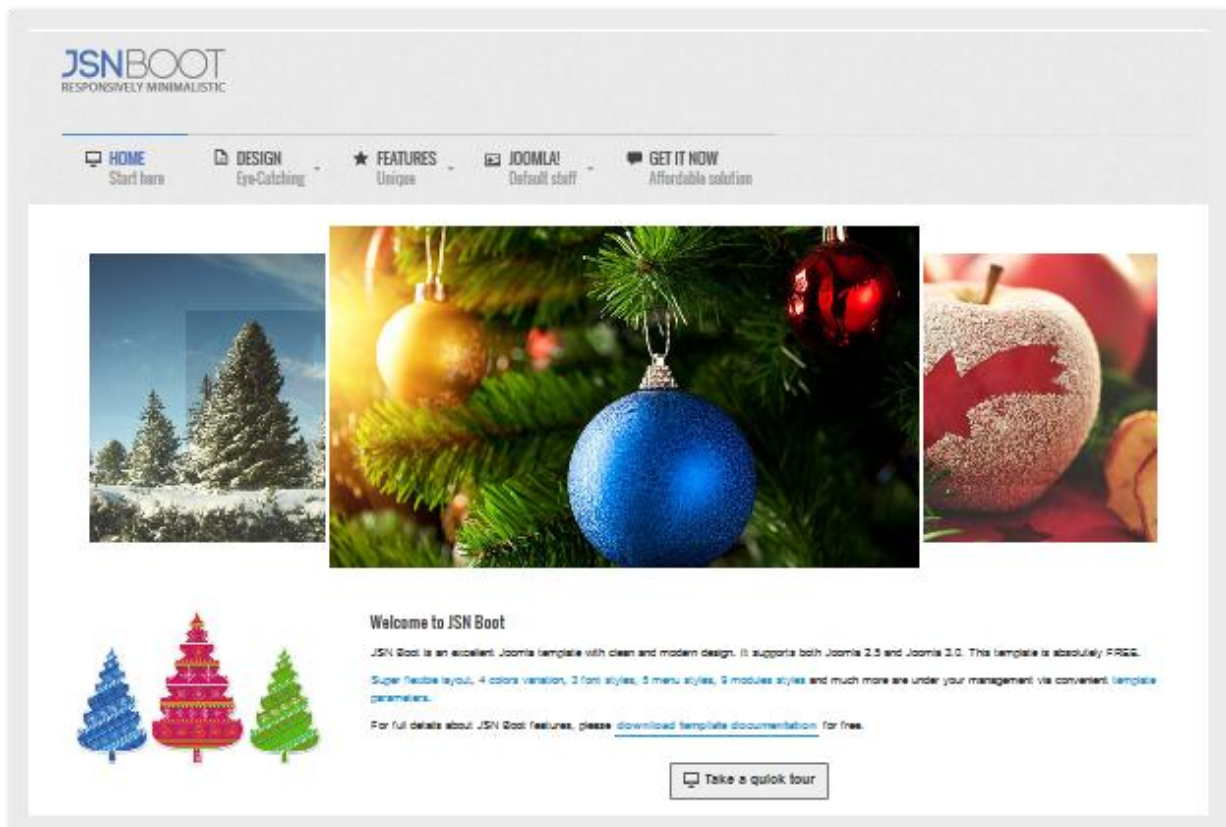 JSNBOOT
RESPONSIVELY MINIMALISTIC
HOME DESIGN FEATURES JOOMLA! GET IT NOW
Start here Eye-Catching Unique Default stuff Affordable solution
Welcome to JSN Boot
JSN Boot is an excellent Joomla template with clean and modern design. It supports both Joomla 2.5 and Joomla 3.0. This template is absolutely FREE.
Super flexible layout, 4 colors variation, 3 font styles, 5 menu styles, 9 modules styles and much more are under your management via convenient template
parameters.
For full details about JSN Boot features, please download template documentation for free.
Take a quick tour